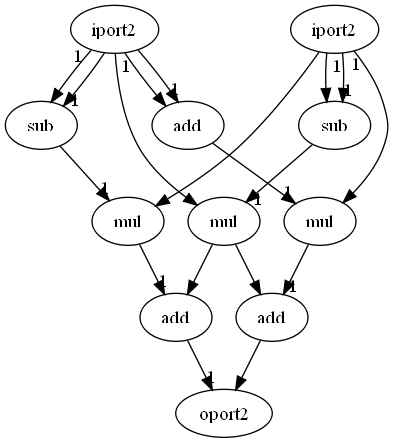 iport2 iport2
1 1 1 1 1 1 1
sub add sub
1 1 1
mul mul mul
1 1
add add
1
oport2